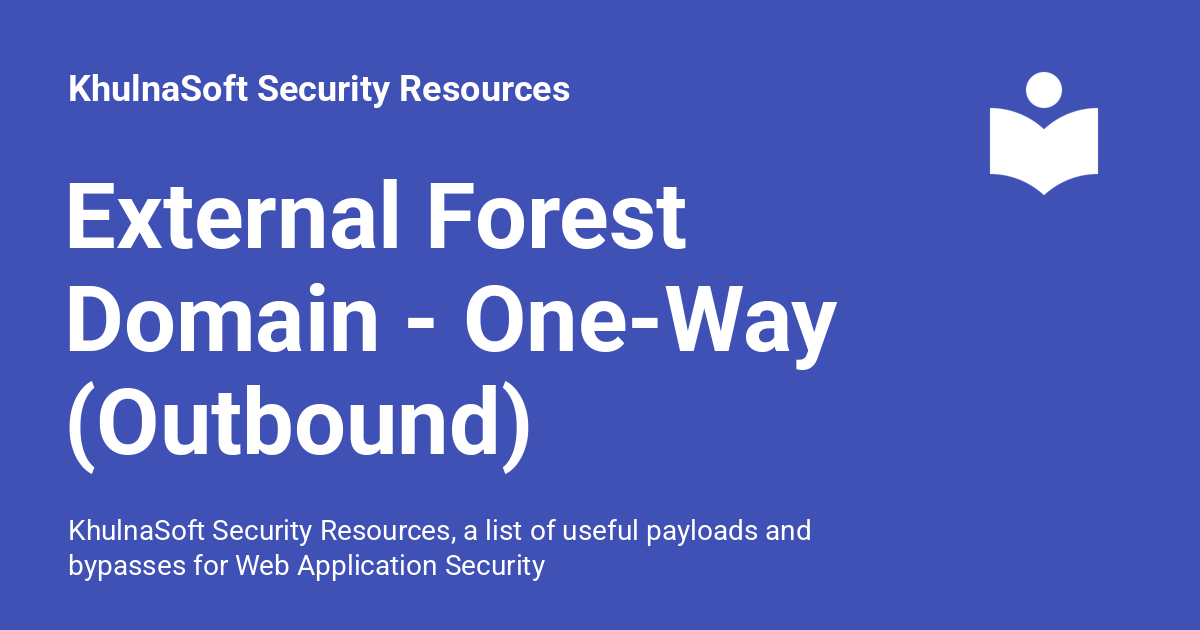 KhulnaSoft Security Resources
External Forest
Domain - One-Way
(Outbound)
KhulnaSoft Security Resources, a list of useful payloads and
bypasses for Web Application Security